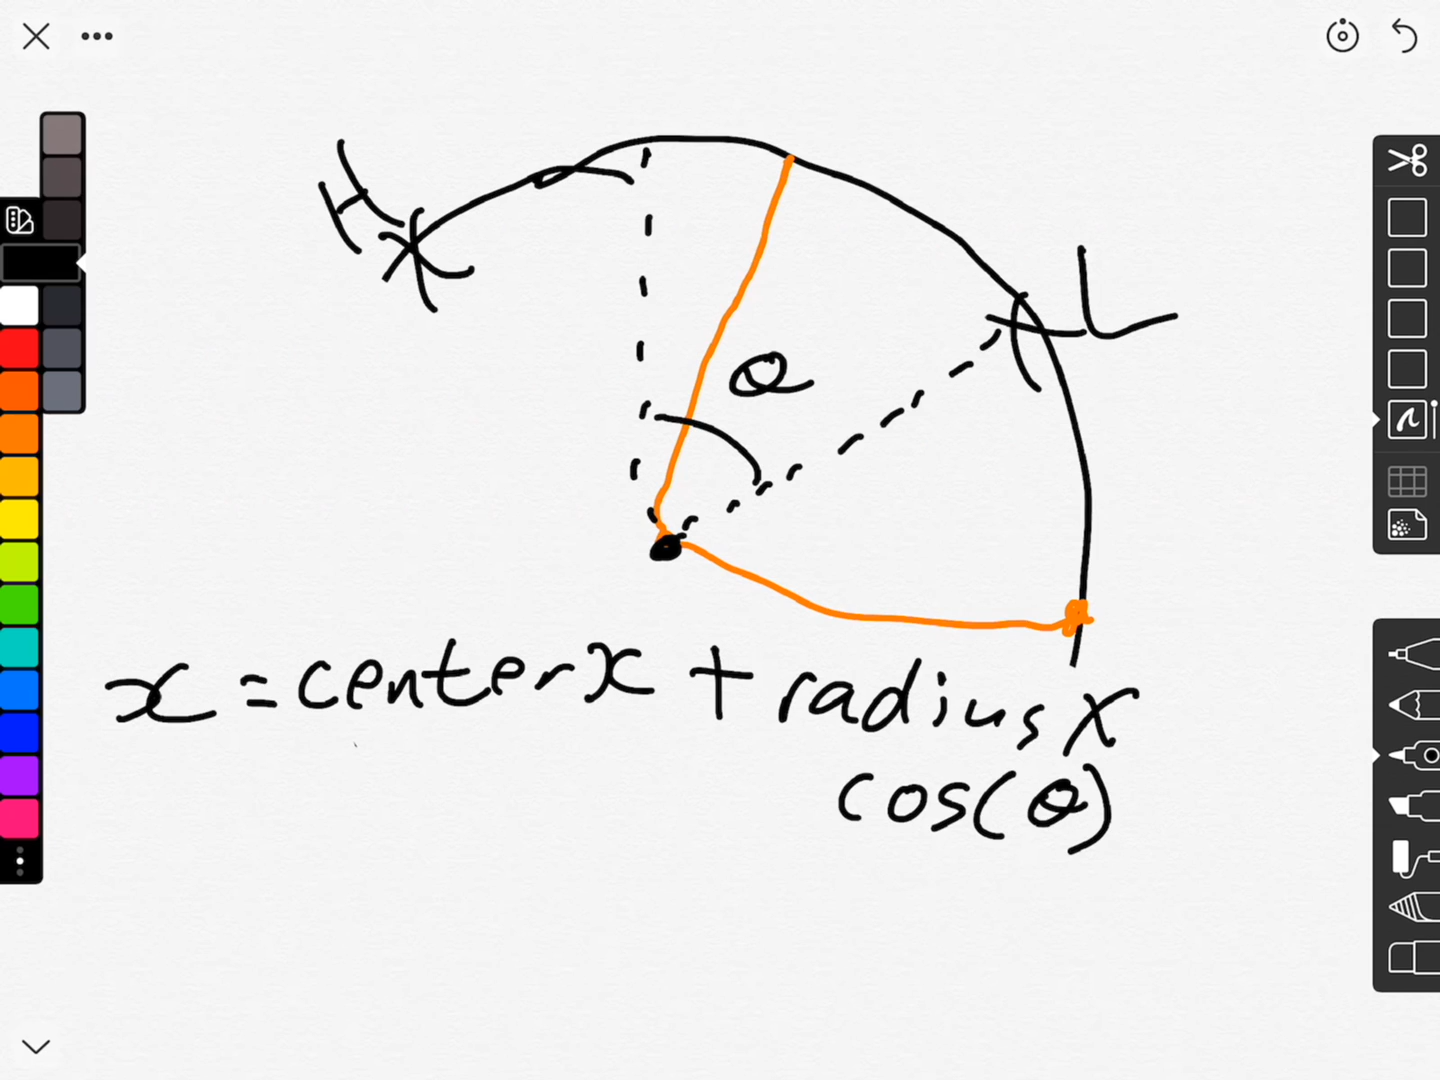 H
L
θ
x = centerx + radius x
cos(θ)